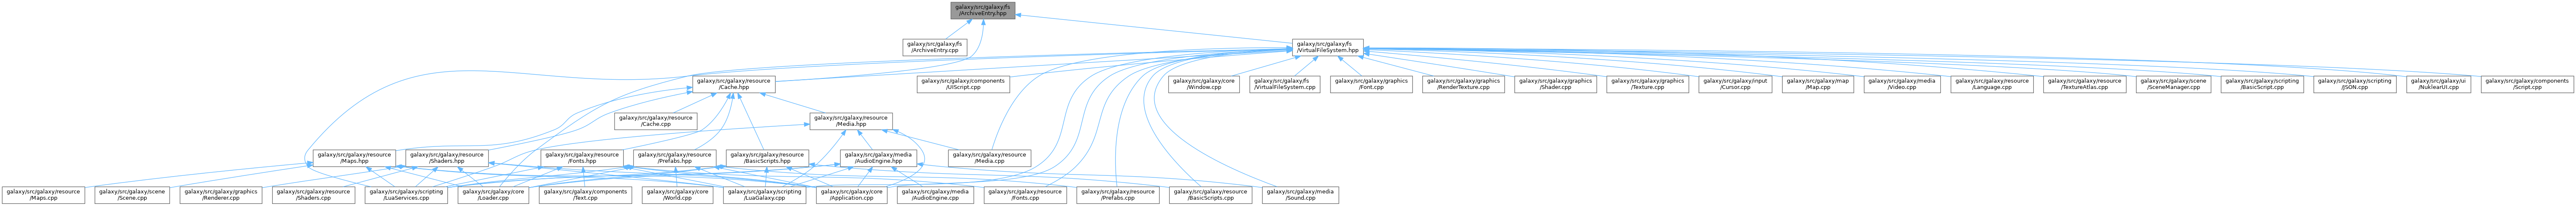 galaxy/src/galaxy/fs
/ArchiveEntry.hpp
galaxy/src/galaxy/fs
/ArchiveEntry.cpp
galaxy/src/galaxy/fs
/VirtualFileSystem.hpp
galaxy/src/galaxy/resource
/Cache.hpp
galaxy/src/galaxy/components
/UIScript.cpp
galaxy/src/galaxy/core
/Window.cpp
galaxy/src/galaxy/fs
/VirtualFileSystem.cpp
galaxy/src/galaxy/graphics
/Font.cpp
galaxy/src/galaxy/graphics
/RenderTexture.cpp
galaxy/src/galaxy/graphics
/Shader.cpp
galaxy/src/galaxy/graphics
/Texture.cpp
galaxy/src/galaxy/input
/Cursor.cpp
galaxy/src/galaxy/map
/Map.cpp
galaxy/src/galaxy/media
/Video.cpp
galaxy/src/galaxy/resource
/Language.cpp
galaxy/src/galaxy/resource
/TextureAtlas.cpp
galaxy/src/galaxy/scene
/SceneManager.cpp
galaxy/src/galaxy/scripting
/BasicScript.cpp
galaxy/src/galaxy/scripting
/JSON.cpp
galaxy/src/galaxy/ui
/NuklearUI.cpp
galaxy/src/galaxy/components
/Script.cpp
galaxy/src/galaxy/resource
/Cache.cpp
galaxy/src/galaxy/resource
/Media.hpp
galaxy/src/galaxy/resource
/Maps.hpp
galaxy/src/galaxy/resource
/Shaders.hpp
galaxy/src/galaxy/resource
/Fonts.hpp
galaxy/src/galaxy/resource
/Prefabs.hpp
galaxy/src/galaxy/resource
/BasicScripts.hpp
galaxy/src/galaxy/media
/AudioEngine.hpp
galaxy/src/galaxy/resource
/Media.cpp
galaxy/src/galaxy/resource
/Maps.cpp
galaxy/src/galaxy/scene
/Scene.cpp
galaxy/src/galaxy/graphics
/Renderer.cpp
galaxy/src/galaxy/resource
/Shaders.cpp
galaxy/src/galaxy/scripting
/LuaServices.cpp
galaxy/src/galaxy/core
/Loader.cpp
galaxy/src/galaxy/components
/Text.cpp
galaxy/src/galaxy/core
/World.cpp
galaxy/src/galaxy/scripting
/LuaGalaxy.cpp
galaxy/src/galaxy/core
/Application.cpp
galaxy/src/galaxy/media
/AudioEngine.cpp
galaxy/src/galaxy/resource
/Fonts.cpp
galaxy/src/galaxy/resource
/Prefabs.cpp
galaxy/src/galaxy/resource
/BasicScripts.cpp
galaxy/src/galaxy/media
/Sound.cpp